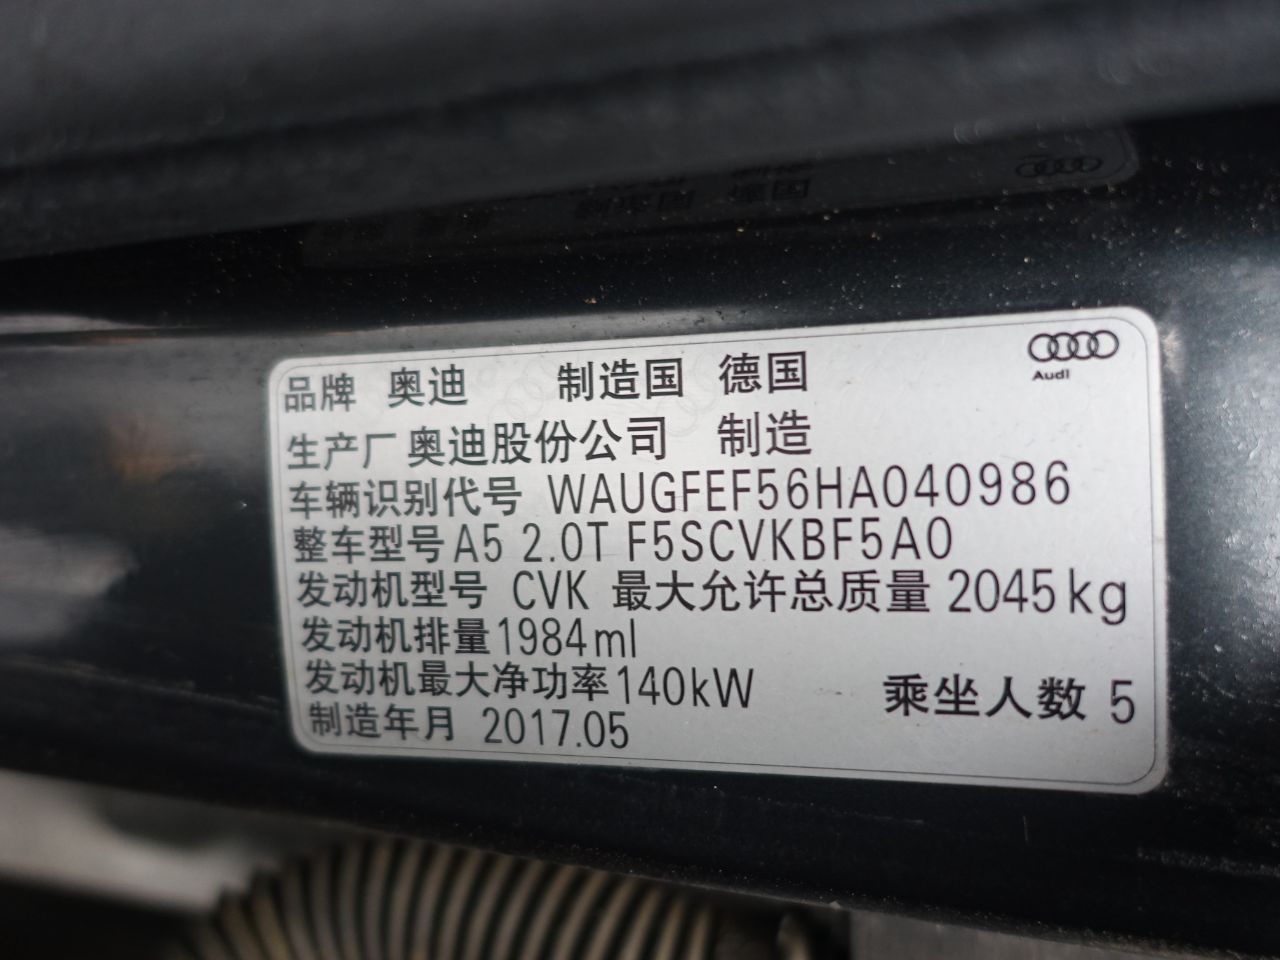 品牌 奥迪 制造国 德国
Audi
生产厂 奥迪股份公司 制造
车辆识别代号 WAUGFEF56HA040986
整车型号 A5 2.0T F5SCVKBF5A0
发动机型号 CVK 最大允许总质量 2045kg
发动机排量 1984ml
发动机最大净功率 140kW 乘坐人数 5
制造年月 2017.05